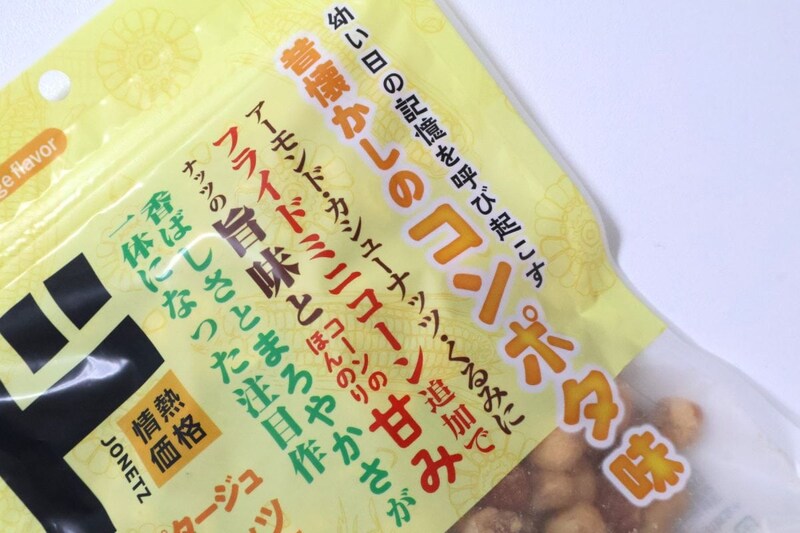 幼い日の記憶を呼び起こす
昔懐かしのコンポタ味
アーモンド・カシューナッツ・くるみに
フライドミニコーン追加で
コーンのほんのり甘み
ナッツの旨味と
香ばしさとまろやかさが
一体になった注目作
ge flavor
ド
情熱価格
JONETZ
タージュ
ッツ